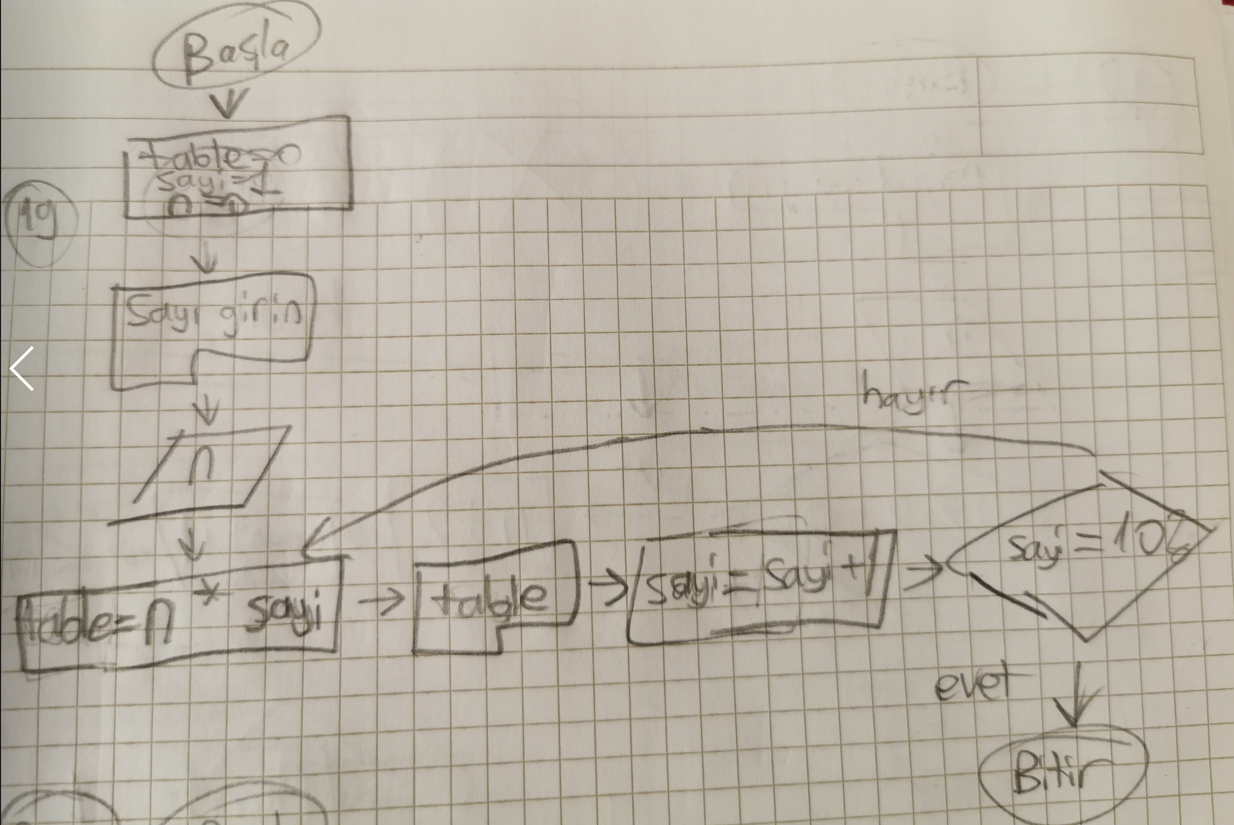 Başla
table=0
sayi=1
n=0
19
Sayı girin
n
hayır
table=n * sayi
table
sayi=sayi+1
sayi=10
evet
Bitir